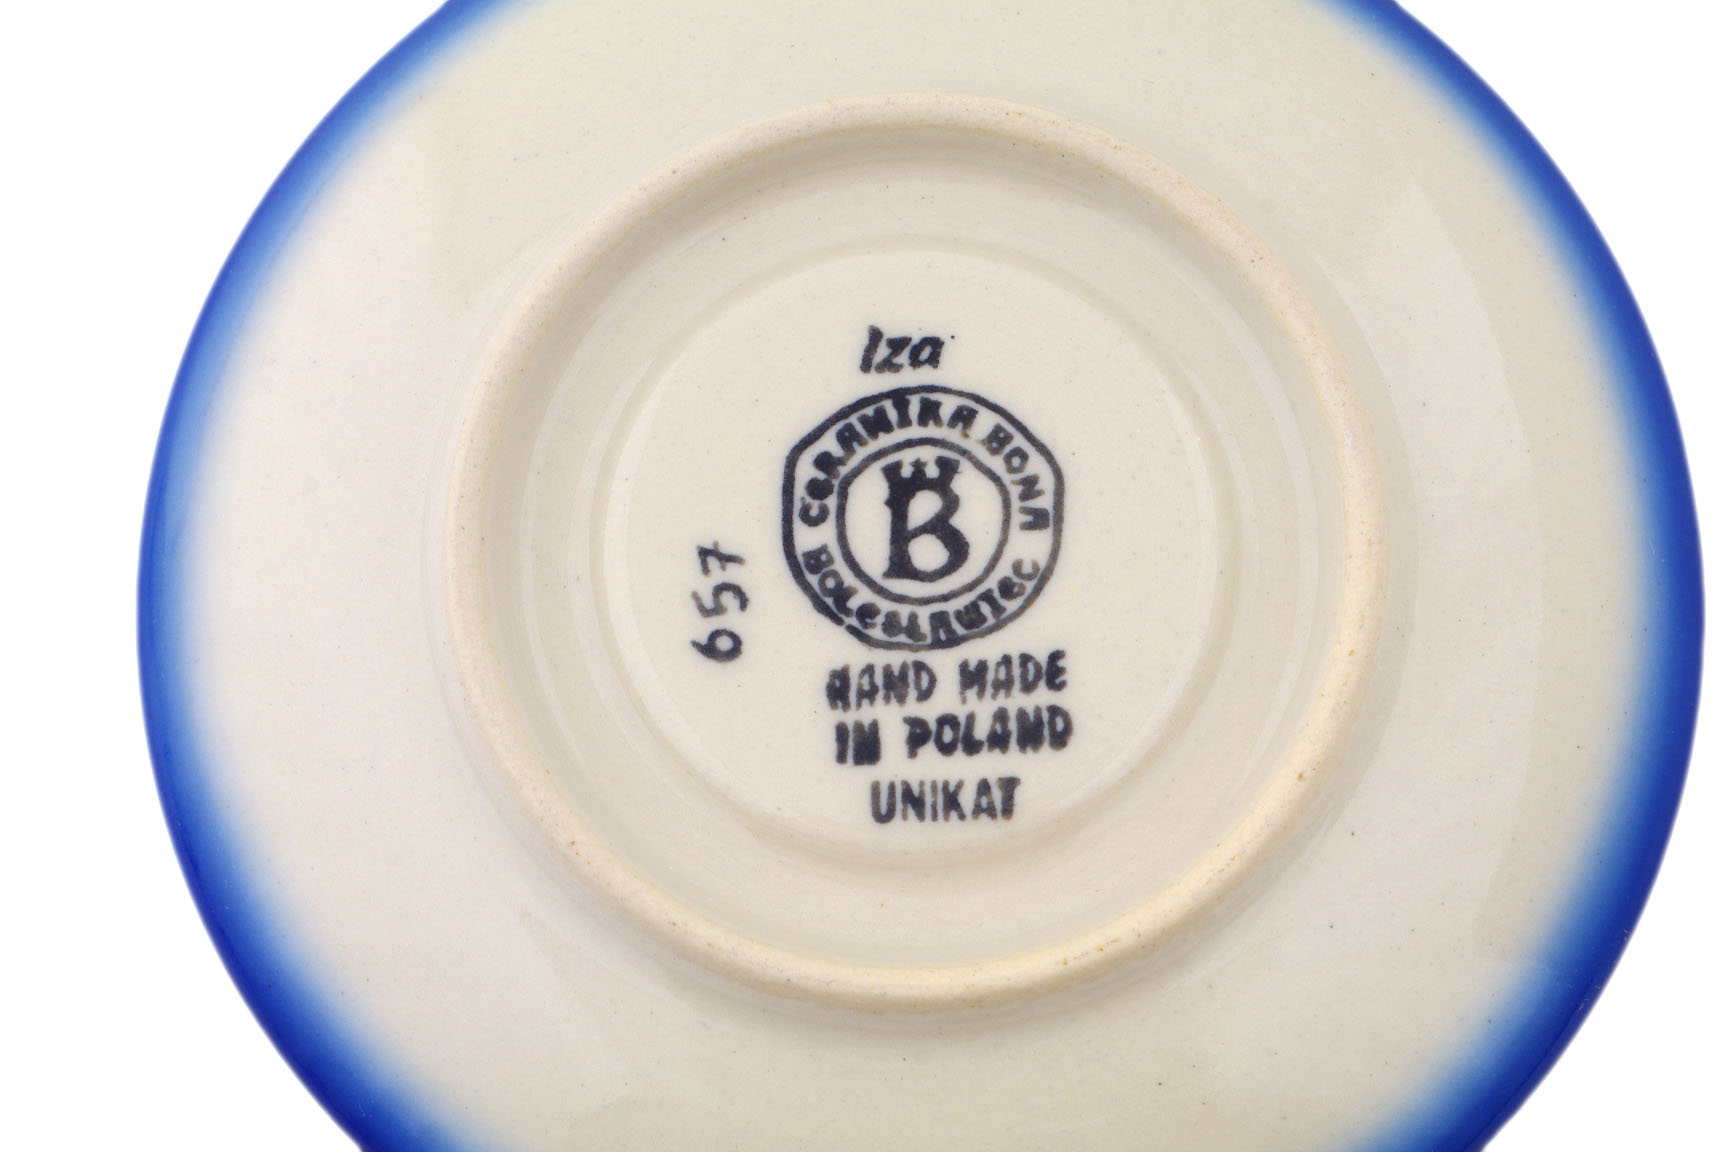 Iza
CERAMIKA BONA
B
BOLESŁAWIEC
657
HAND MADE
IN POLAND
UNIKAT